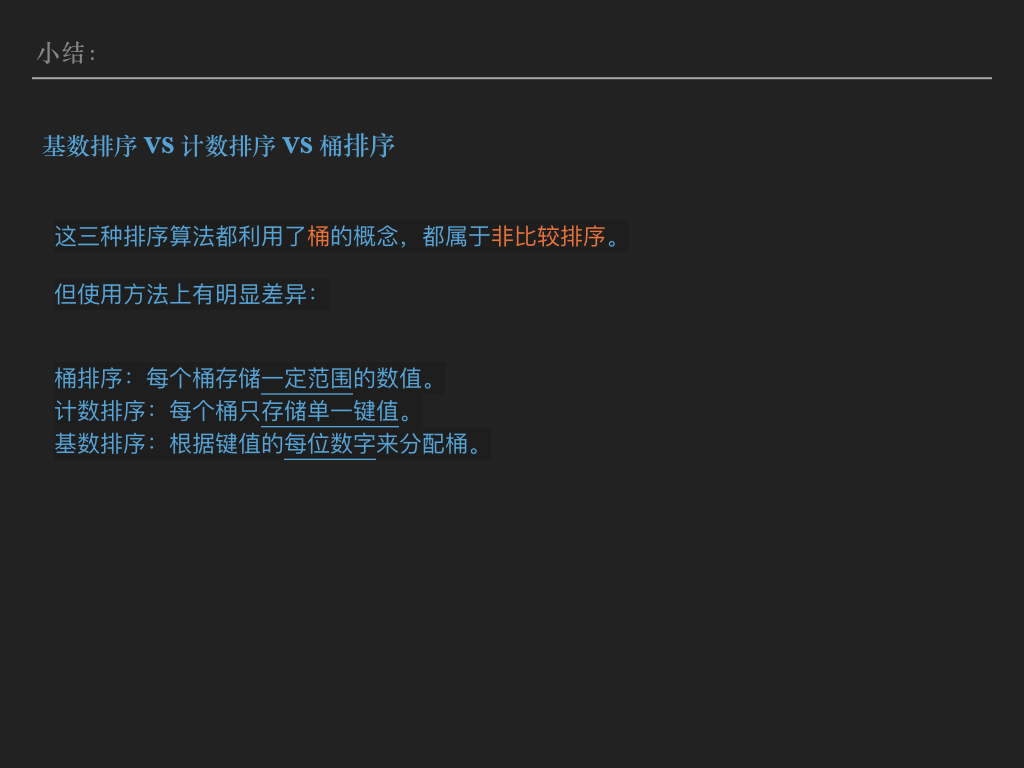 小结：
基数排序 VS 计数排序 VS 桶排序
这三种排序算法都利用了桶的概念，都属于非比较排序。
但使用方法上有明显差异：
桶排序：每个桶存储一定范围的数值。
计数排序：每个桶只存储单一键值。
基数排序：根据键值的每位数字来分配桶。